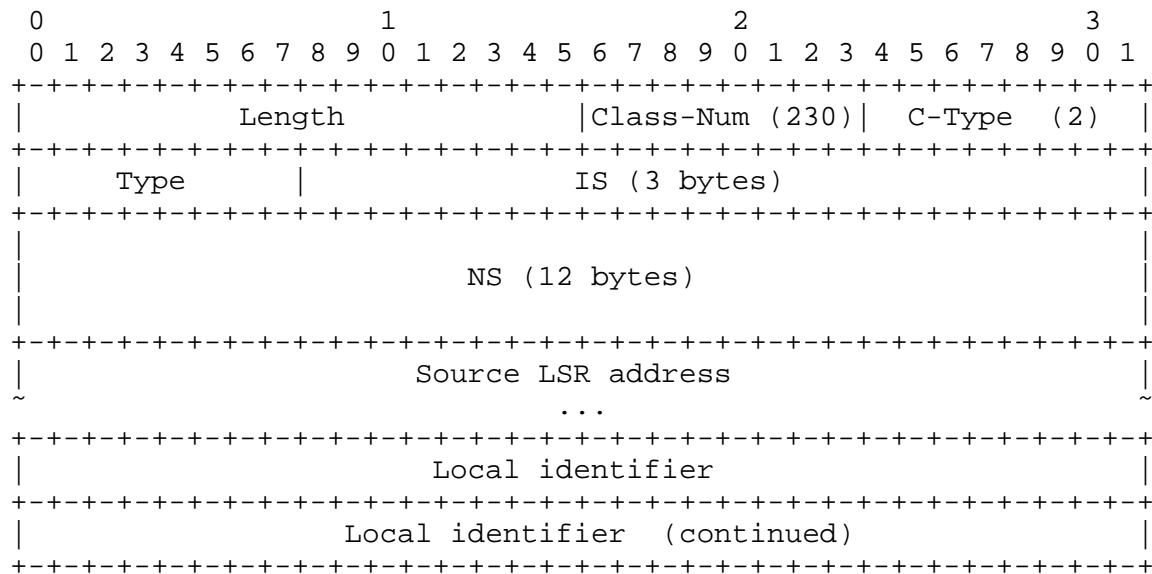 0                   1                   2                   3
 0 1 2 3 4 5 6 7 8 9 0 1 2 3 4 5 6 7 8 9 0 1 2 3 4 5 6 7 8 9 0 1
+-+-+-+-+-+-+-+-+-+-+-+-+-+-+-+-+-+-+-+-+-+-+-+-+-+-+-+-+-+-+-+-+
|            Length             |Class-Num (230)|  C-Type  (2)  |
+-+-+-+-+-+-+-+-+-+-+-+-+-+-+-+-+-+-+-+-+-+-+-+-+-+-+-+-+-+-+-+-+
|     Type      |               IS (3 bytes)                    |
+-+-+-+-+-+-+-+-+-+-+-+-+-+-+-+-+-+-+-+-+-+-+-+-+-+-+-+-+-+-+-+-+
|                                                               |
|                         NS (12 bytes)                         |
|                                                               |
+-+-+-+-+-+-+-+-+-+-+-+-+-+-+-+-+-+-+-+-+-+-+-+-+-+-+-+-+-+-+-+-+
|                      Source LSR address                       |
~                              ...                              ~
+-+-+-+-+-+-+-+-+-+-+-+-+-+-+-+-+-+-+-+-+-+-+-+-+-+-+-+-+-+-+-+-+
|                       Local identifier                        |
+-+-+-+-+-+-+-+-+-+-+-+-+-+-+-+-+-+-+-+-+-+-+-+-+-+-+-+-+-+-+-+-+
|                  Local identifier  (continued)                |
+-+-+-+-+-+-+-+-+-+-+-+-+-+-+-+-+-+-+-+-+-+-+-+-+-+-+-+-+-+-+-+-+